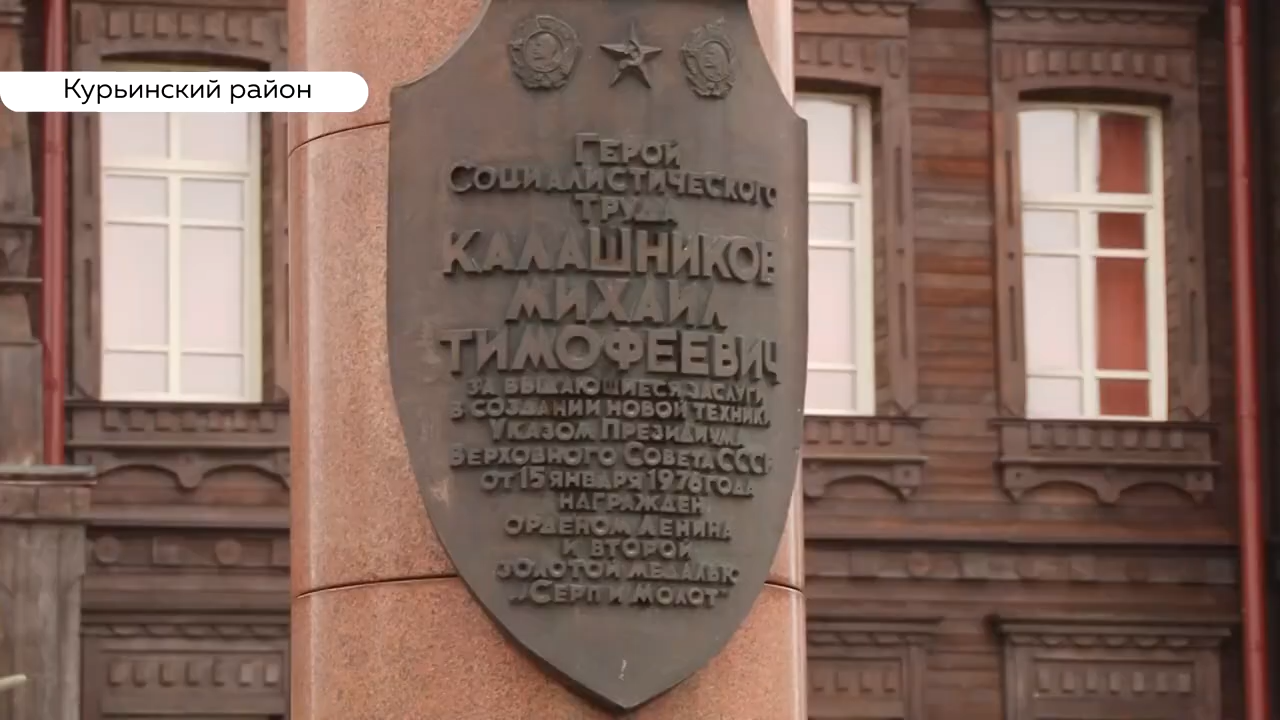 Курьинский район
ГЕРОЙ
СОЦИАЛИСТИЧЕСКОГО
ТРУДА
КАЛАШНИКОВ
МИХАИЛ
ТИМОФЕЕВИЧ
ЗА ВЫДАЮЩИЕСЯ ЗАСЛУГИ
В СОЗДАНИИ НОВОЙ ТЕХНИКИ
УКАЗОМ ПРЕЗИДИУМА
ВЕРХОВНОГО СОВЕТА СССР
ОТ 15 ЯНВАРЯ 1976 ГОДА
НАГРАЖДЕН
ОРДЕНОМ ЛЕНИНА
И ВТОРОЙ
ЗОЛОТОЙ МЕДАЛЬЮ
„СЕРП И МОЛОТ"